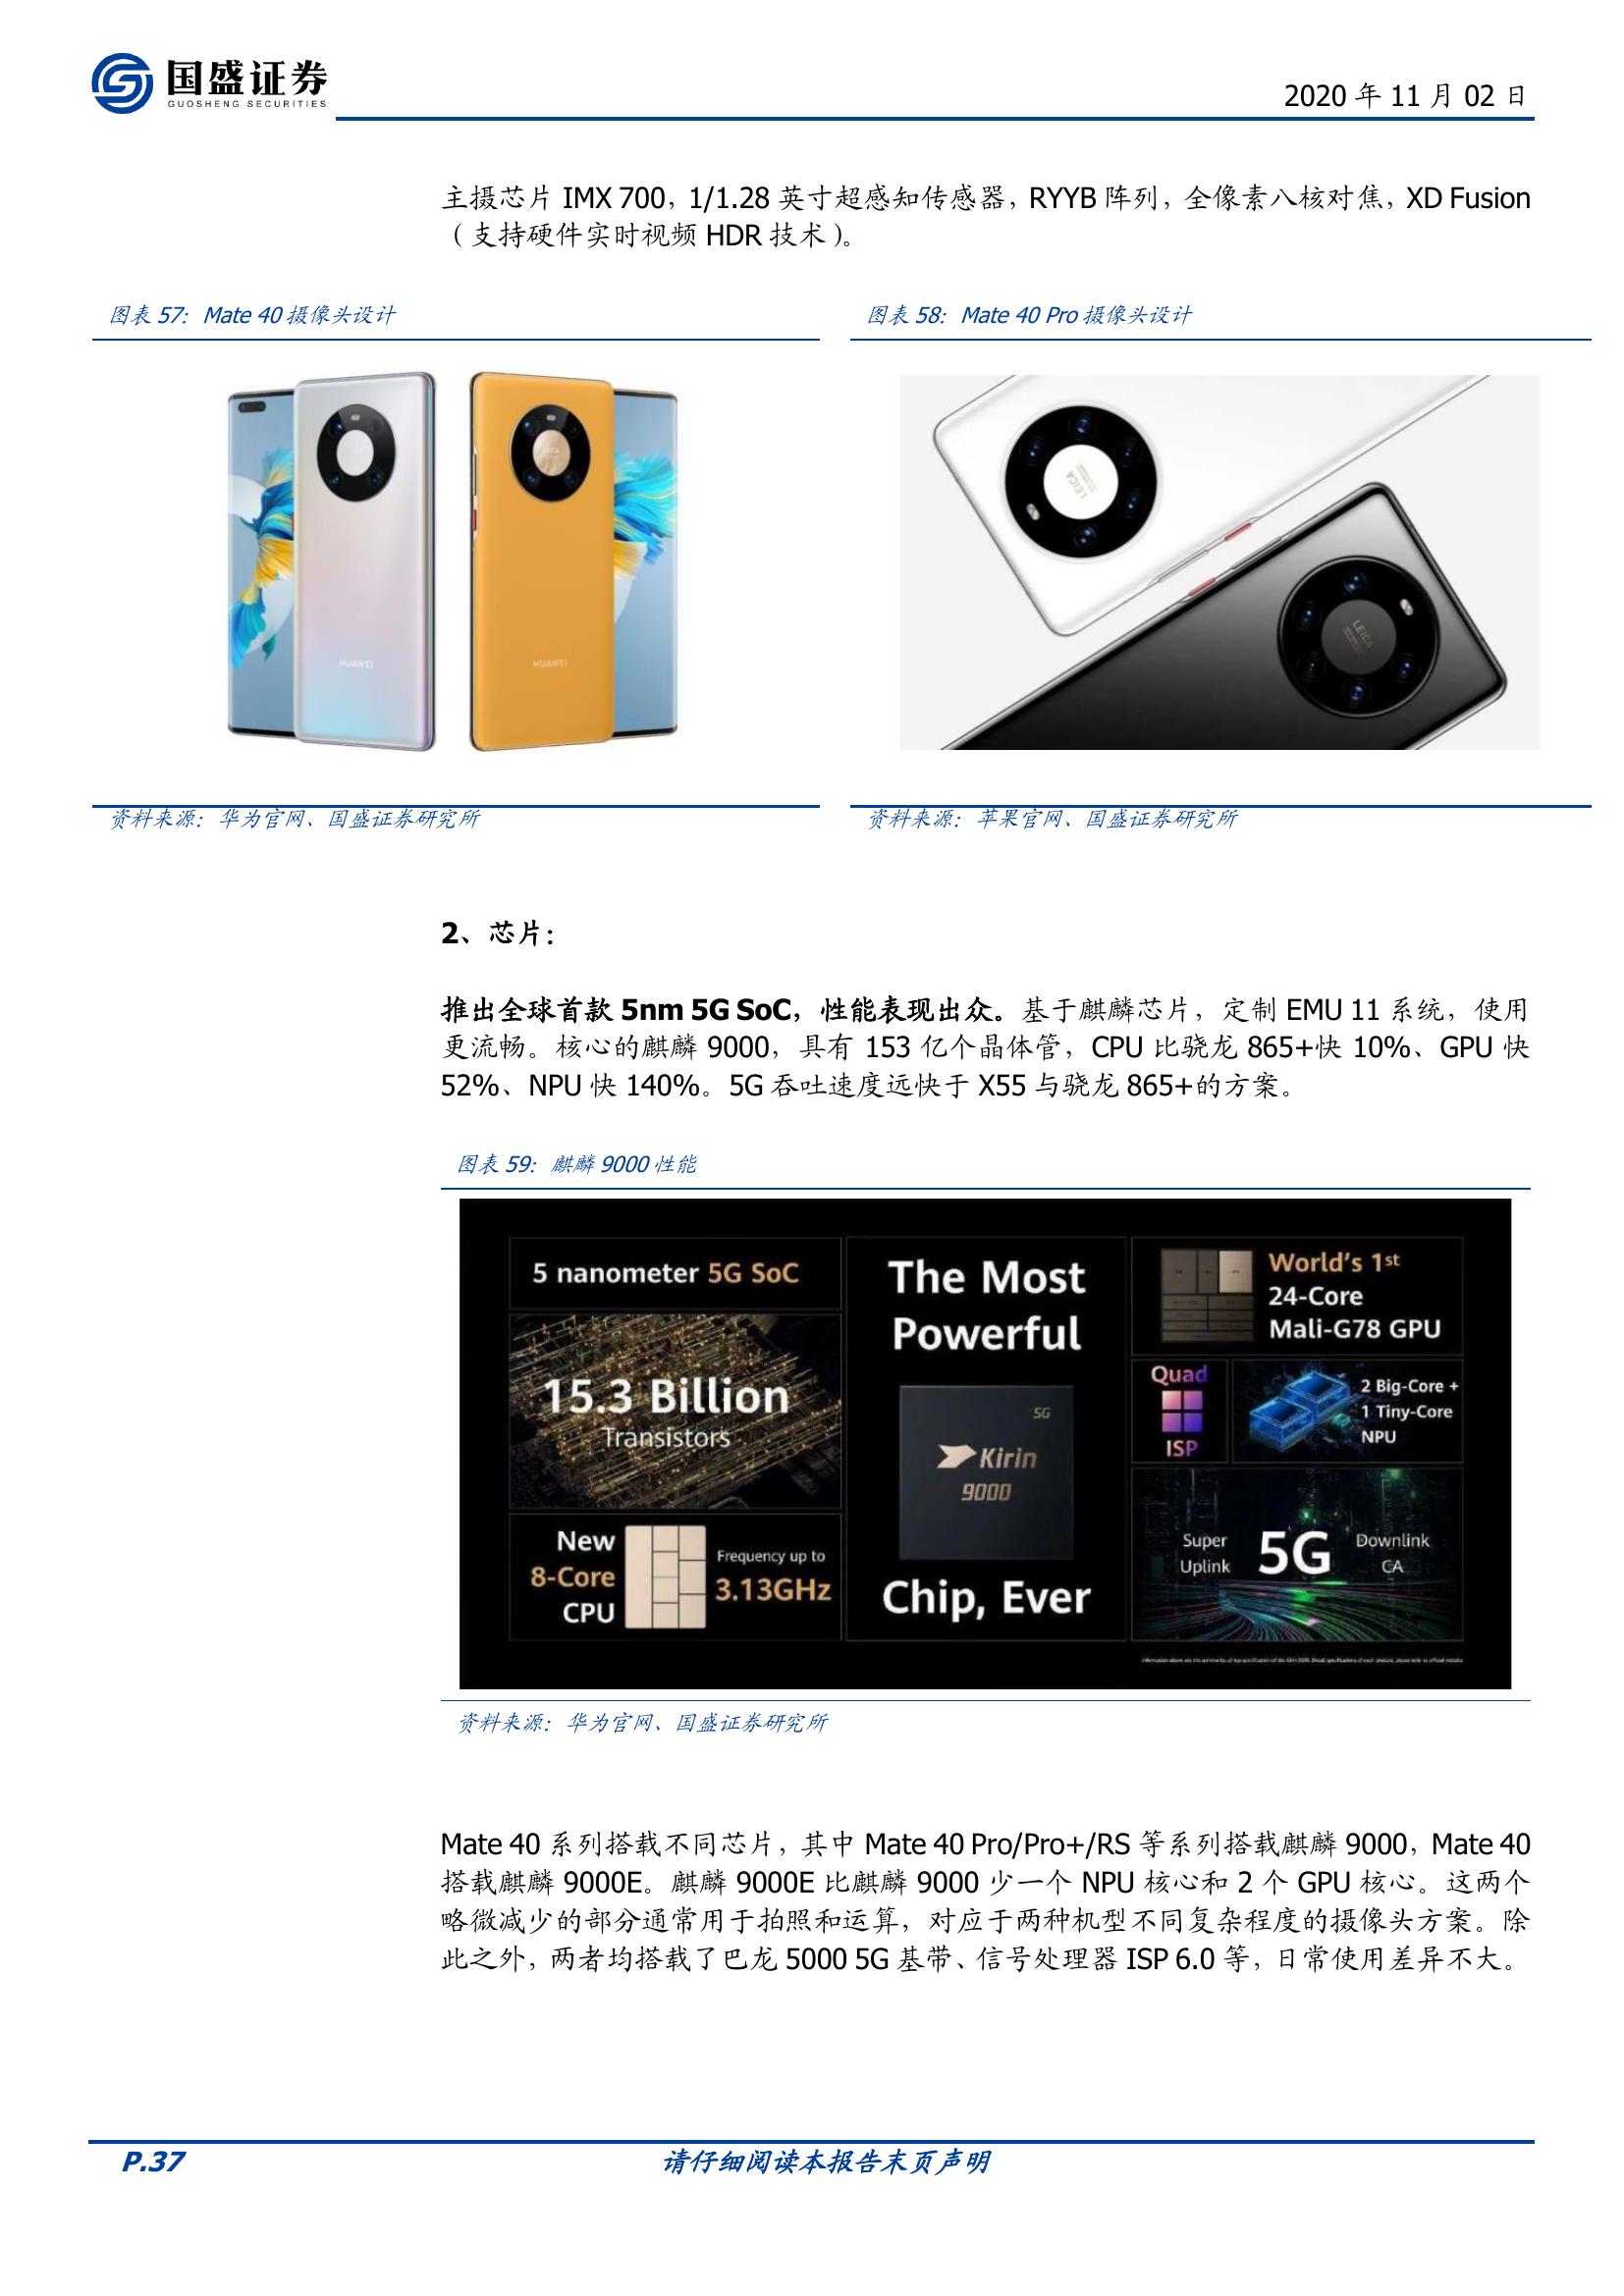 国盛证券
GUOSHENG SECURITIES
2020 年 11 月 02 日
主摄芯片 IMX 700，1/1.28 英寸超感知传感器，RYYB 阵列，全像素八核对焦，XD Fusion
（支持硬件实时视频 HDR 技术）。
图表 57：Mate 40 摄像头设计
图表 58：Mate 40 Pro 摄像头设计
HUAWEI
HUAWEI
LEICA
LEICA
资料来源：华为官网、国盛证券研究所
资料来源：苹果官网、国盛证券研究所
2、芯片：
推出全球首款 5nm 5G SoC，性能表现出众。基于麒麟芯片，定制 EMU 11 系统，使用
更流畅。核心的麒麟 9000，具有 153 亿个晶体管，CPU 比骁龙 865+快 10%、GPU 快
52%、NPU 快 140%。5G 吞吐速度远快于 X55 与骁龙 865+的方案。
图表 59：麒麟 9000 性能
5 nanometer 5G SoC
15.3 Billion
Transistors
New
8-Core
CPU
Frequency up to
3.13GHz
The Most
Powerful
5G
Kirin
9000
Chip, Ever
World's 1st
24-Core
Mali-G78 GPU
Quad
ISP
2 Big-Core +
1 Tiny-Core
NPU
Super
Uplink
5G
Downlink
CA
资料来源：华为官网、国盛证券研究所
Mate 40 系列搭载不同芯片，其中 Mate 40 Pro/Pro+/RS 等系列搭载麒麟 9000，Mate 40
搭载麒麟 9000E。麒麟 9000E 比麒麟 9000 少一个 NPU 核心和 2 个 GPU 核心。这两个
略微减少的部分通常用于拍照和运算，对应于两种机型不同复杂程度的摄像头方案。除
此之外，两者均搭载了巴龙 5000 5G 基带、信号处理器 ISP 6.0 等，日常使用差异不大。
P.37
请仔细阅读本报告末页声明